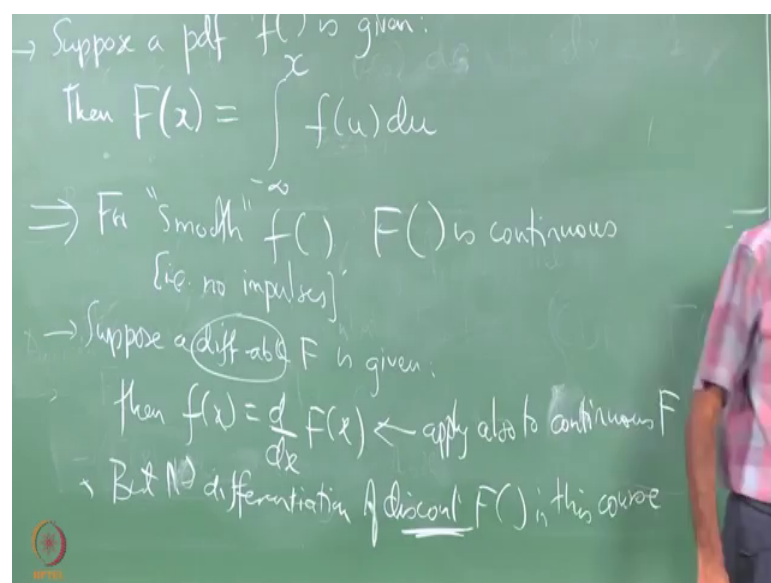 → Suppose a pdf f() is given:
Then F(x) = ∫_{-∞}^{x} f(u) du
⇒ For "smooth" f() F() is continuous
[i.e. no impulses]
→ Suppose a diff-able F is given:
then f(x) = d/dx F(x) ← apply also to continuous F
But No differentiation of discont F() in this course
NPTEL